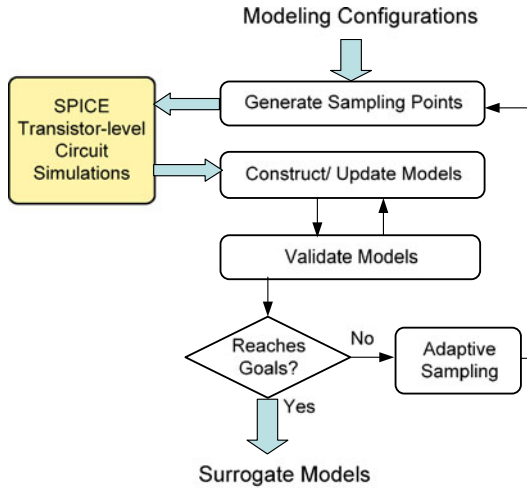 Modeling Configurations
SPICE
Transistor-level
Circuit
Simulations
Generate Sampling Points
Construct/ Update Models
Validate Models
Reaches
Goals?
No
Adaptive
Sampling
Yes
Surrogate Models